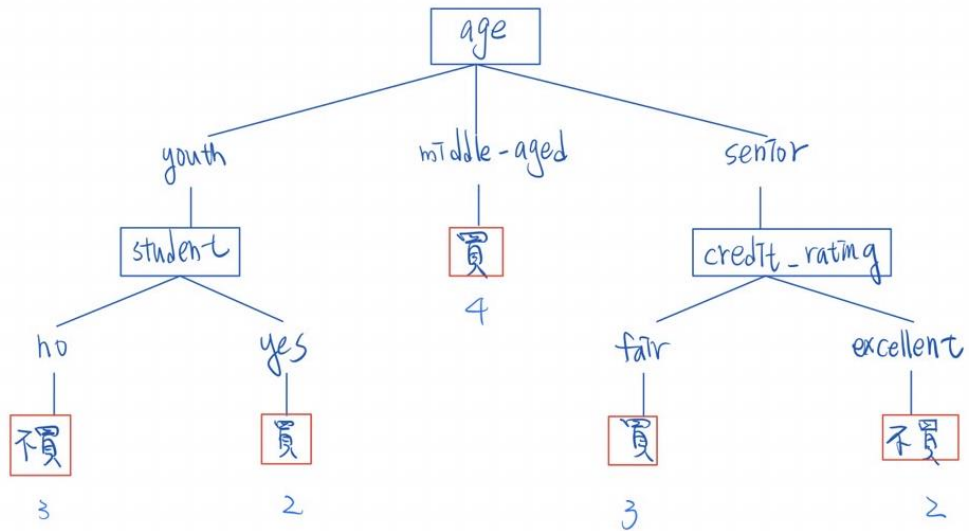 age
youth middle-aged senior
student 買 credit_rating
4
no yes fair excellent
不買 買 買 不買
3 2 3 2